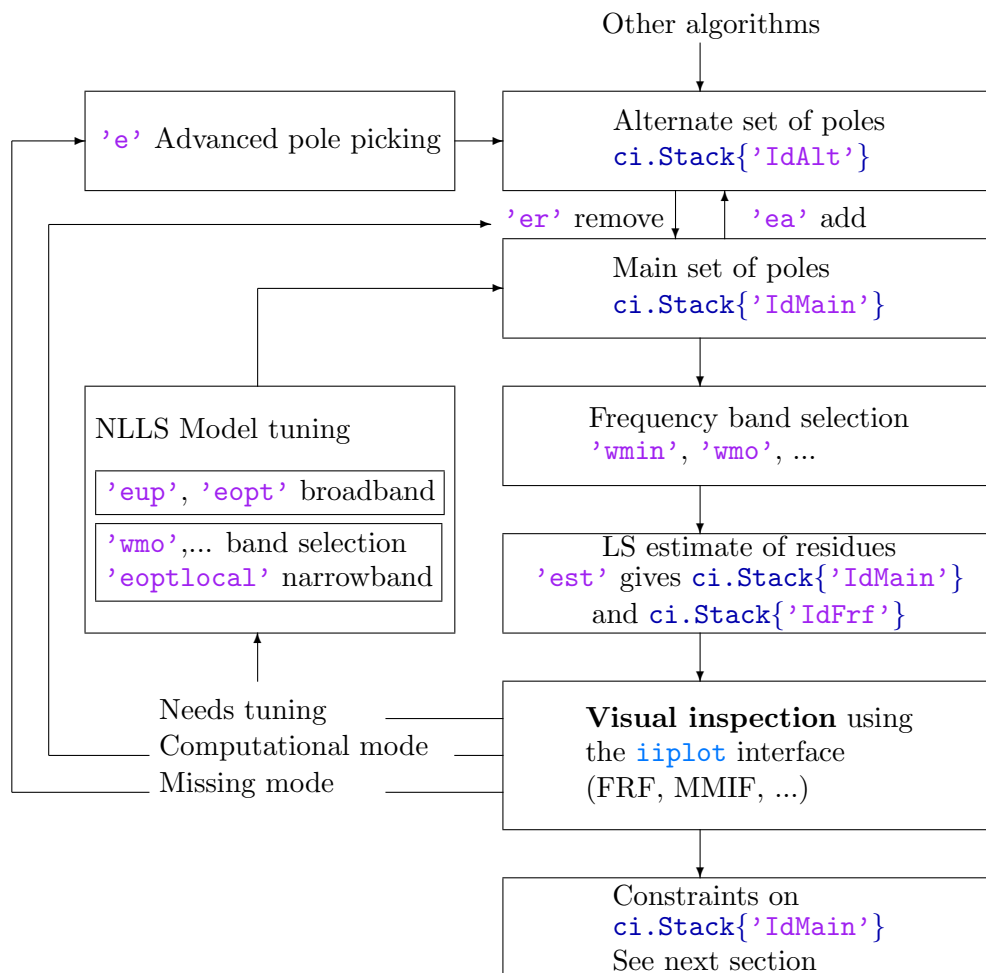 Other algorithms
’e’ Advanced pole picking
Alternate set of poles
ci.Stack{’IdAlt’}
’er’ remove
’ea’ add
Main set of poles
ci.Stack{’IdMain’}
NLLS Model tuning
’eup’, ’eopt’ broadband
’wmo’,... band selection
’eoptlocal’ narrowband
Frequency band selection
’wmin’, ’wmo’, ...
LS estimate of residues
’est’ gives ci.Stack{’IdMain’}
and ci.Stack{’IdFrf’}
Needs tuning
Computational mode
Missing mode
Visual inspection using
the iiplot interface
(FRF, MMIF, ...)
Constraints on
ci.Stack{’IdMain’}
See next section